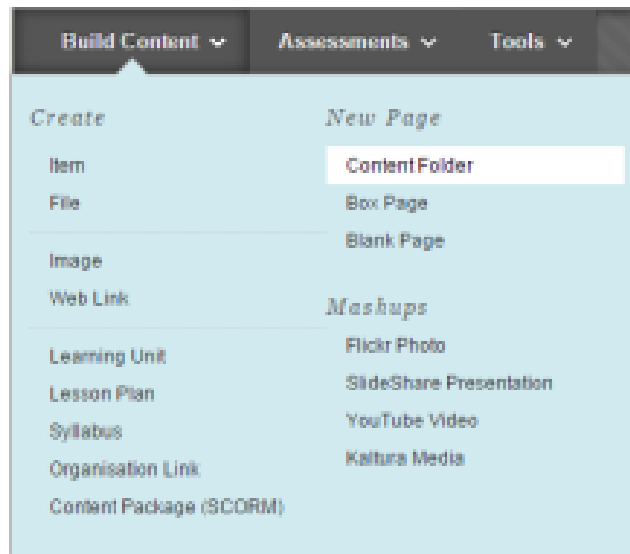 Build Content Assessments Tools
Create
Item
File
Image
Web Link
Learning Unit
Lesson Plan
Syllabus
Organisation Link
Content Package (SCORM)
New Page
Content Folder
Box Page
Blank Page
Mashups
Flickr Photo
SlideShare Presentation
YouTube Video
Kaltura Media